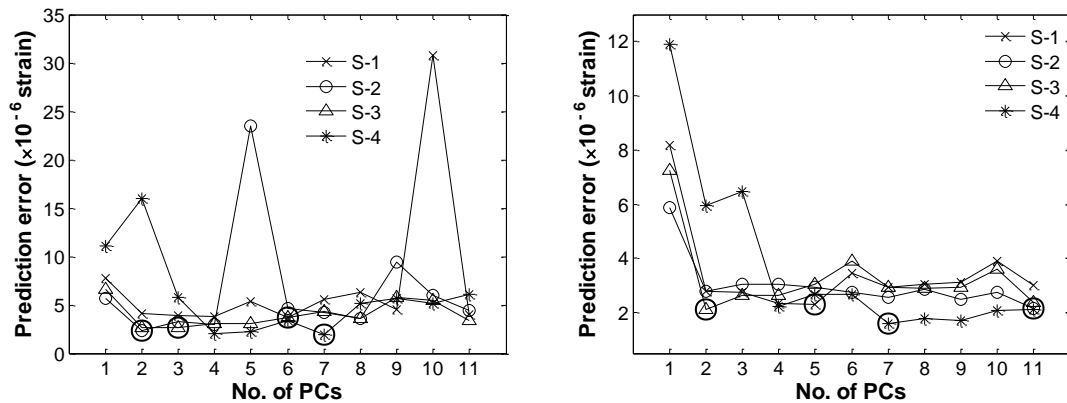 35
30
25
20
15
10
5
0
Prediction error (×10⁻⁶ strain)
S-1
S-2
S-3
S-4
1 2 3 4 5 6 7 8 9 10 11
No. of PCs
12
10
8
6
4
2
Prediction error (×10⁻⁶ strain)
S-1
S-2
S-3
S-4
1 2 3 4 5 6 7 8 9 10 11
No. of PCs